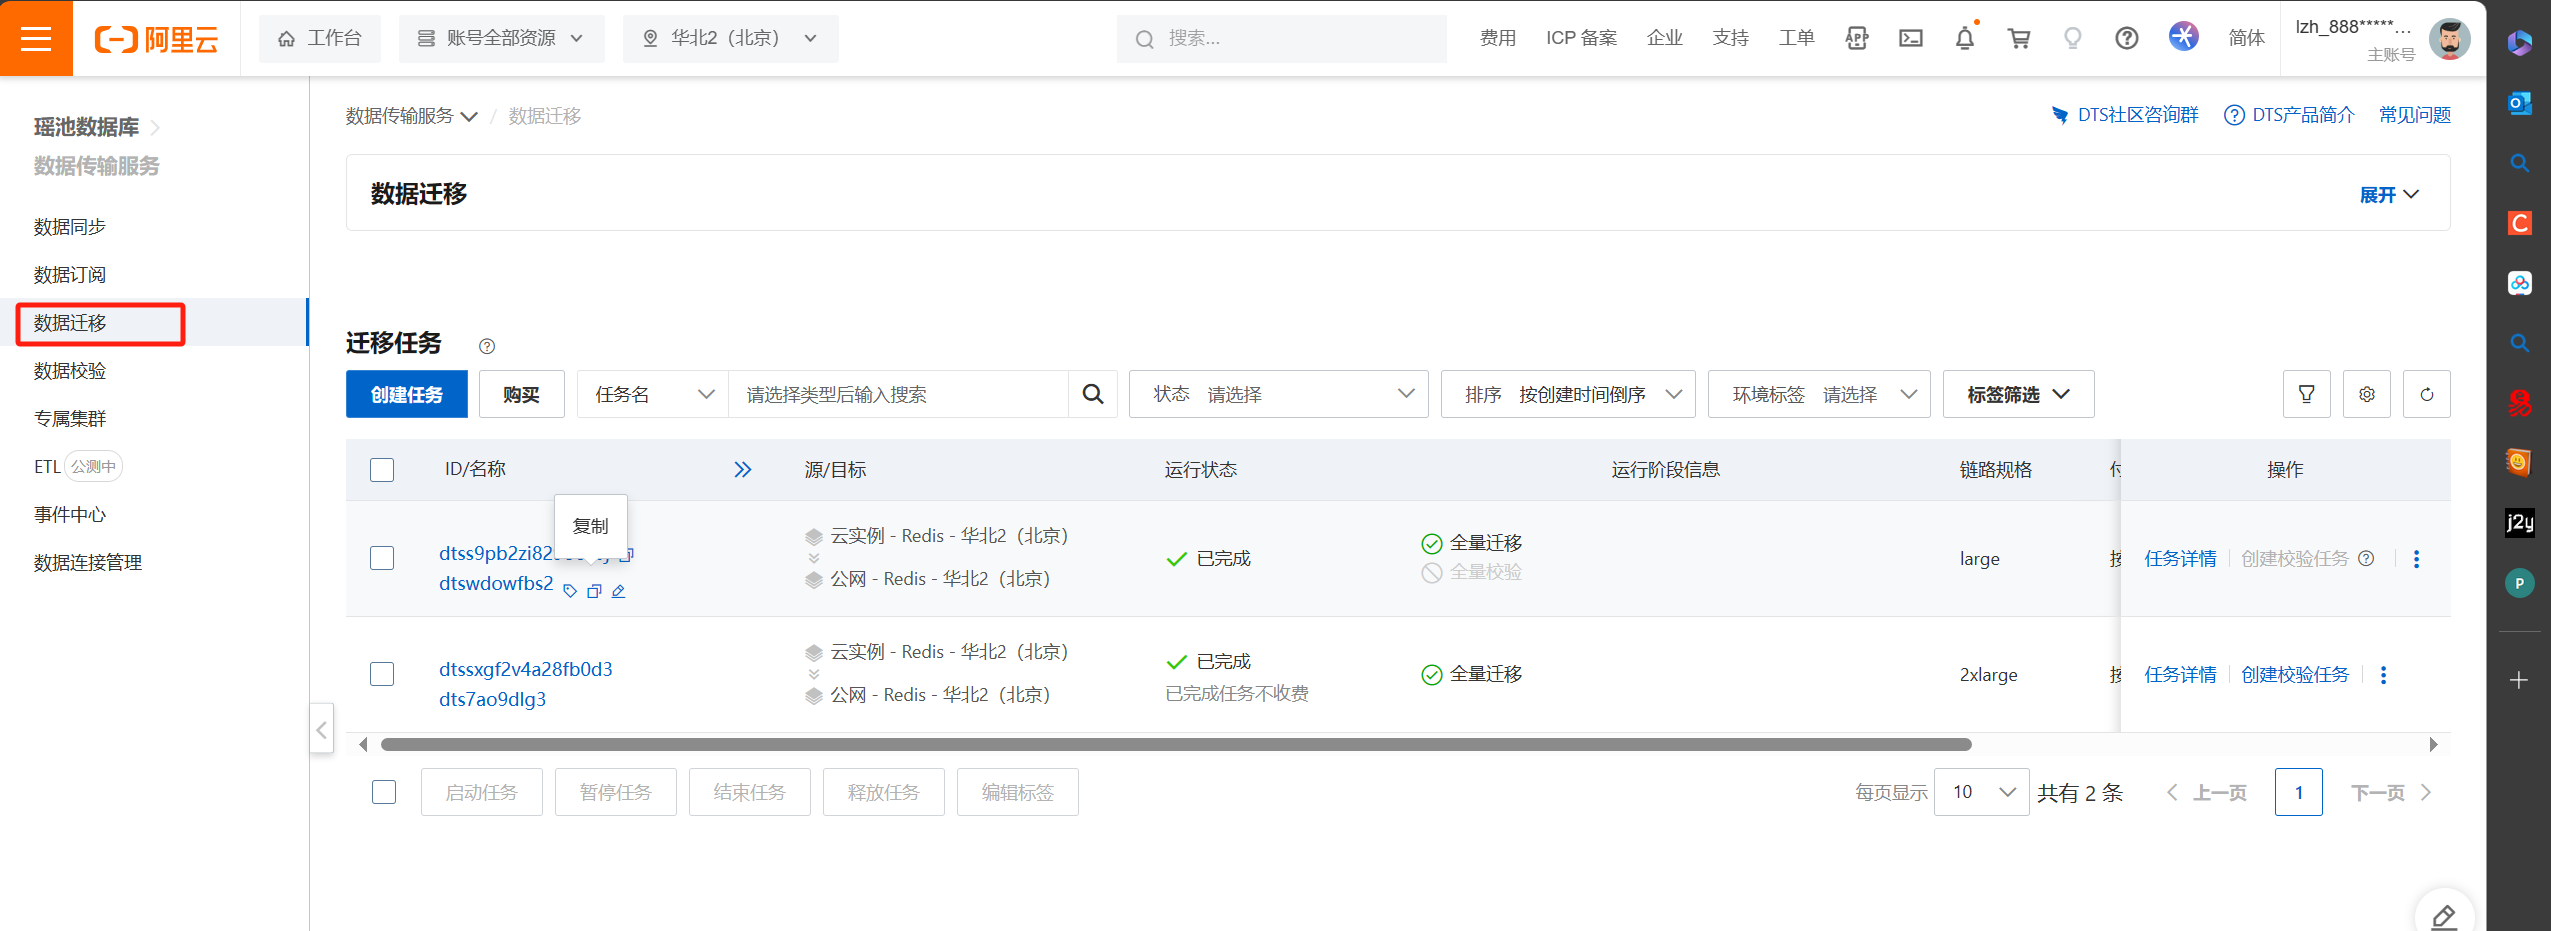 阿里云
工作台
账号全部资源
华北2（北京）
搜索...
费用
ICP 备案
企业
支持
工单
简体
lzh_888*****...
主账号
瑶池数据库
数据传输服务
数据同步
数据订阅
数据迁移
数据校验
专属集群
ETL 公测中
事件中心
数据连接管理
数据传输服务 / 数据迁移
DTS社区咨询群
DTS产品简介
常见问题
数据迁移
展开
迁移任务
创建任务
购买
任务名
请选择类型后输入搜索
状态 请选择
排序 按创建时间倒序
环境标签 请选择
标签筛选
ID/名称
源/目标
运行状态
运行阶段信息
链路规格
操作
复制
dtswdowfbs2
云实例 - Redis - 华北2（北京）
公网 - Redis - 华北2（北京）
已完成
全量迁移
全量校验
large
任务详情
创建校验任务
dtssxgf2v4a28fb0d3
dts7ao9dlg3
云实例 - Redis - 华北2（北京）
公网 - Redis - 华北2（北京）
已完成
已完成任务不收费
全量迁移
2xlarge
任务详情
创建校验任务
启动任务
暂停任务
结束任务
释放任务
编辑标签
每页显示 10 共有 2 条
上一页
1
下一页
j2y
P